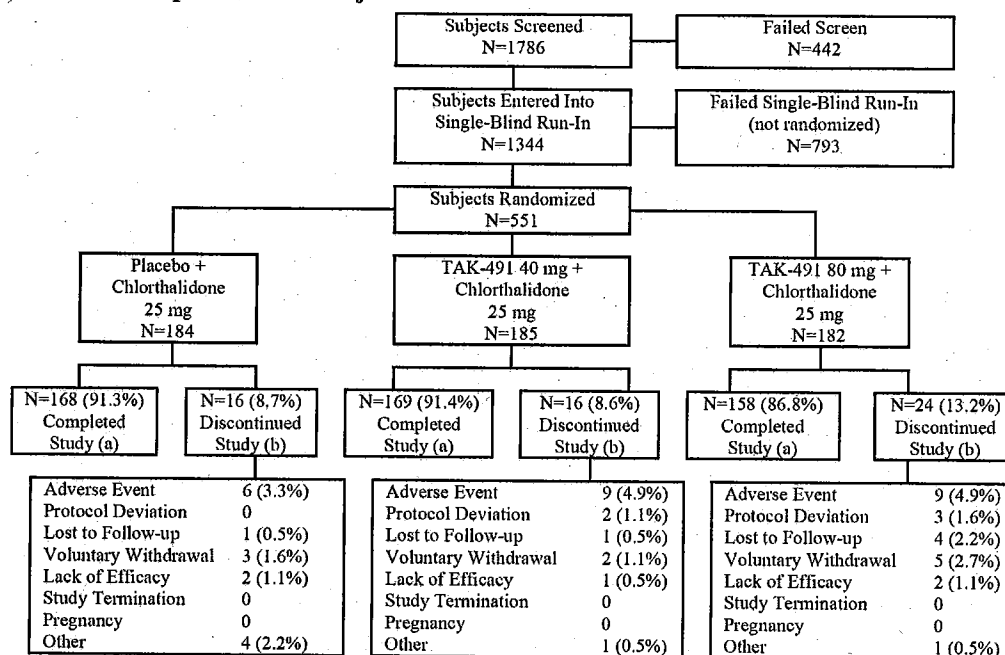 Subjects Screened
N=1786
Failed Screen
N=442
Subjects Entered Into
Single-Blind Run-In
N=1344
Failed Single-Blind Run-In
(not randomized)
N=793
Subjects Randomized
N=551
Placebo +
Chlorthalidone
25 mg
N=184
TAK-491 40 mg +
Chlorthalidone
25 mg
N=185
TAK-491 80 mg +
Chlorthalidone
25 mg
N=182
N=168 (91.3%)
Completed
Study (a)
N=16 (8,7%)
Discontinued
Study (b)
N=169 (91.4%)
Completed
Study (a)
N=16 (8.6%)
Discontinued
Study (b)
N=158 (86.8%)
Completed
Study (a)
N=24 (13.2%)
Discontinued
Study (b)
Adverse Event 6 (3.3%)
Protocol Deviation 0
Lost to Follow-up 1 (0.5%)
Voluntary Withdrawal 3 (1.6%)
Lack of Efficacy 2 (1.1%)
Study Termination 0
Pregnancy 0
Other 4 (2.2%)
Adverse Event 9 (4.9%)
Protocol Deviation 2 (1.1%)
Lost to Follow-up 1 (0.5%)
Voluntary Withdrawal 2 (1.1%)
Lack of Efficacy 1 (0.5%)
Study Termination 0
Pregnancy 0
Other 1 (0.5%)
Adverse Event 9 (4.9%)
Protocol Deviation 3 (1.6%)
Lost to Follow-up 4 (2.2%)
Voluntary Withdrawal 5 (2.7%)
Lack of Efficacy 2 (1.1%)
Study Termination 0
Pregnancy 0
Other 1 (0.5%)